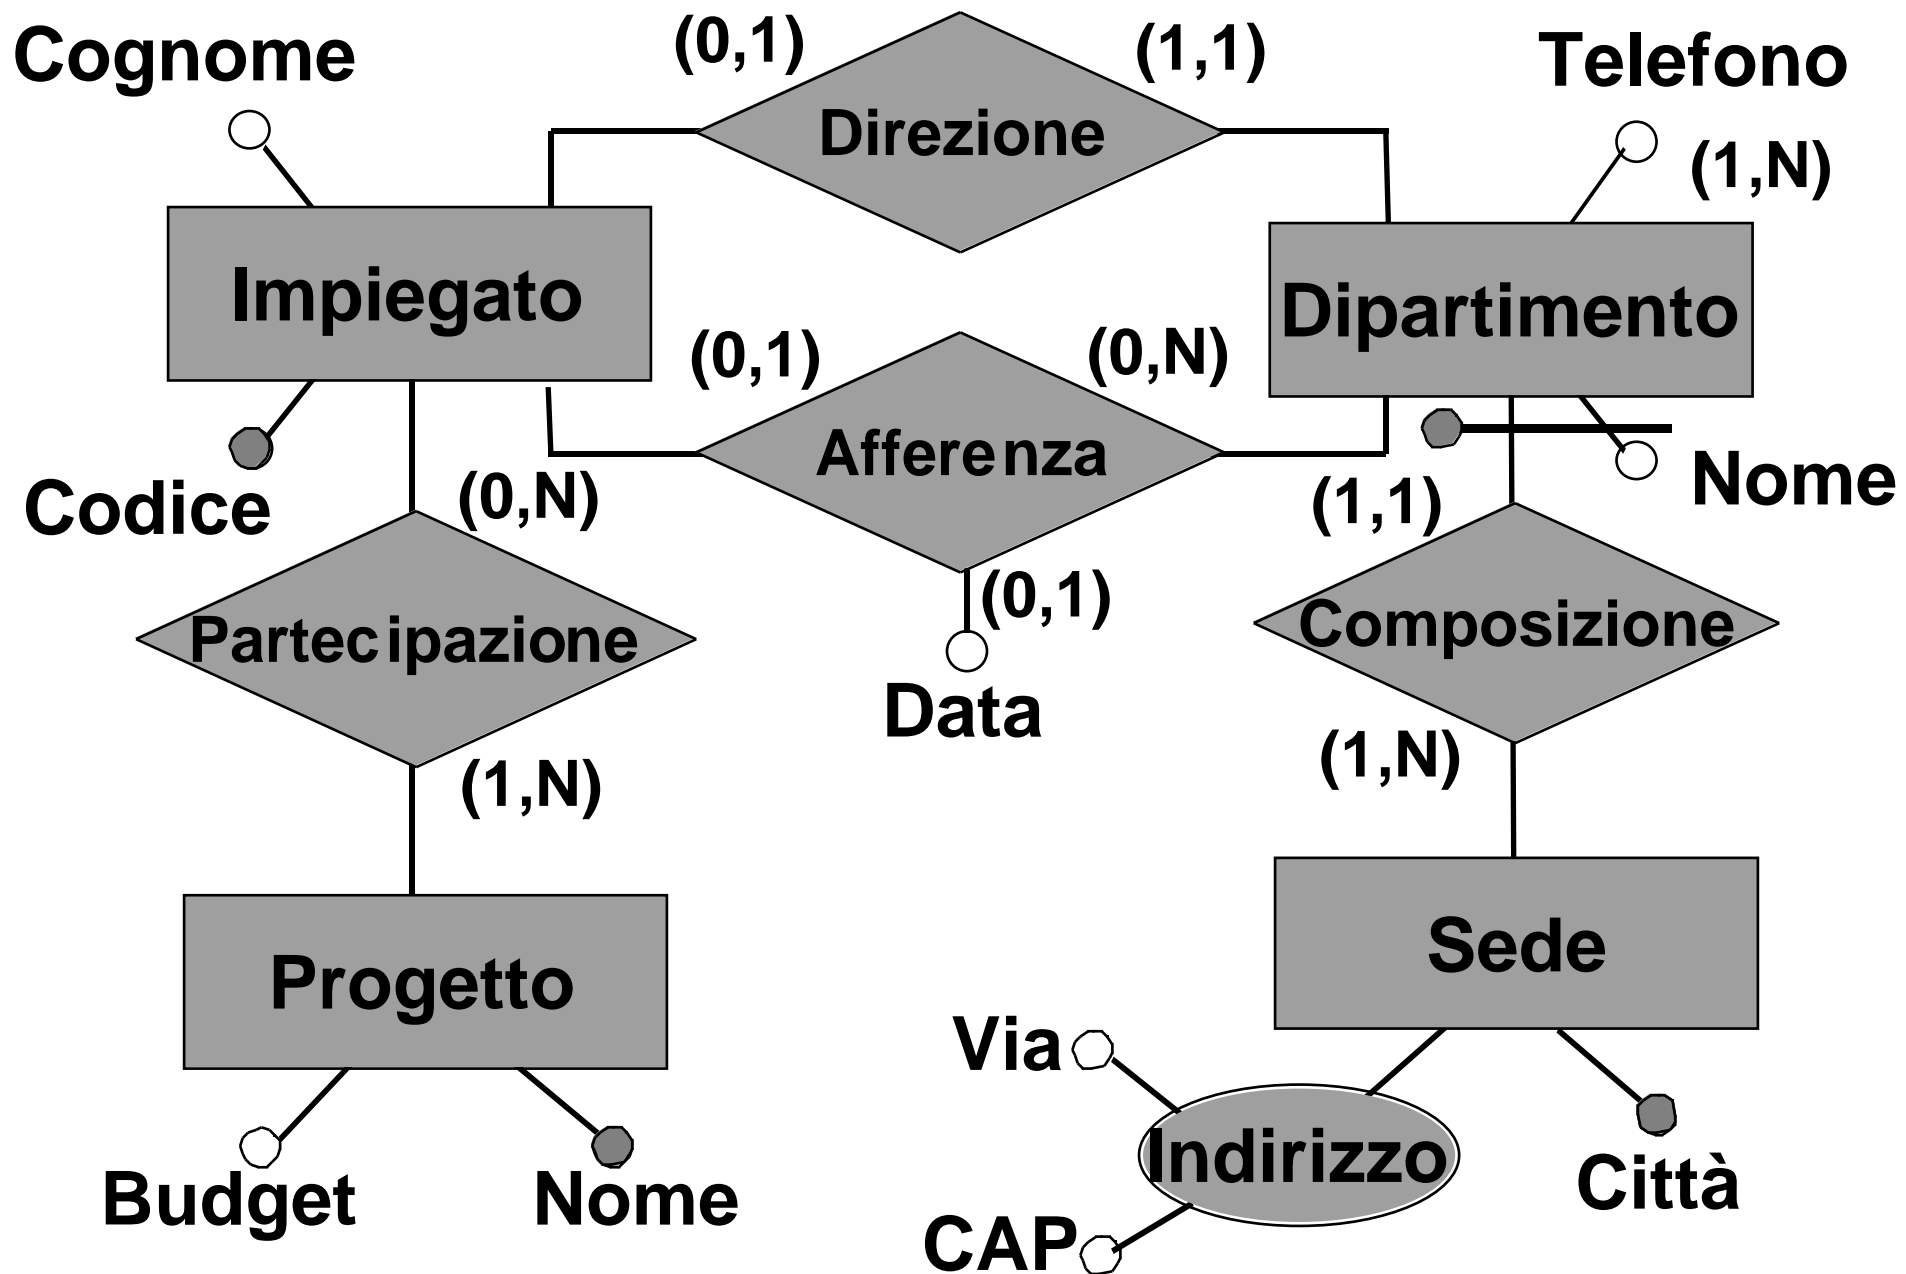 Cognome
(0,1)
(1,1)
Telefono
(1,N)
Direzione
Impiegato
Dipartimento
(0,1)
(0,N)
Afferenza
Codice
(0,N)
(1,1)
Nome
(0,1)
Partecipazione
Composizione
Data
(1,N)
(1,N)
Progetto
Sede
Via
Indirizzo
Città
Budget
Nome
CAP